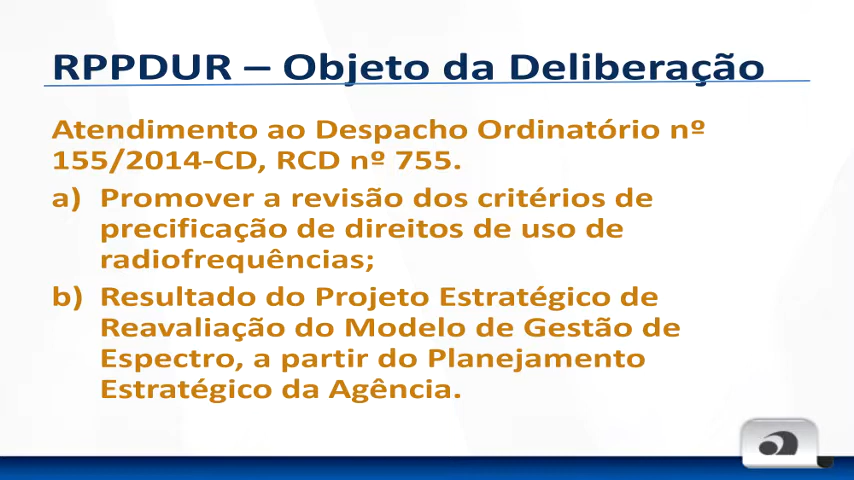 RPPDUR – Objeto da Deliberação
Atendimento ao Despacho Ordinatório nº
155/2014-CD, RCD nº 755.
a) Promover a revisão dos critérios de
precificação de direitos de uso de
radiofrequências;
b) Resultado do Projeto Estratégico de
Reavaliação do Modelo de Gestão de
Espectro, a partir do Planejamento
Estratégico da Agência.